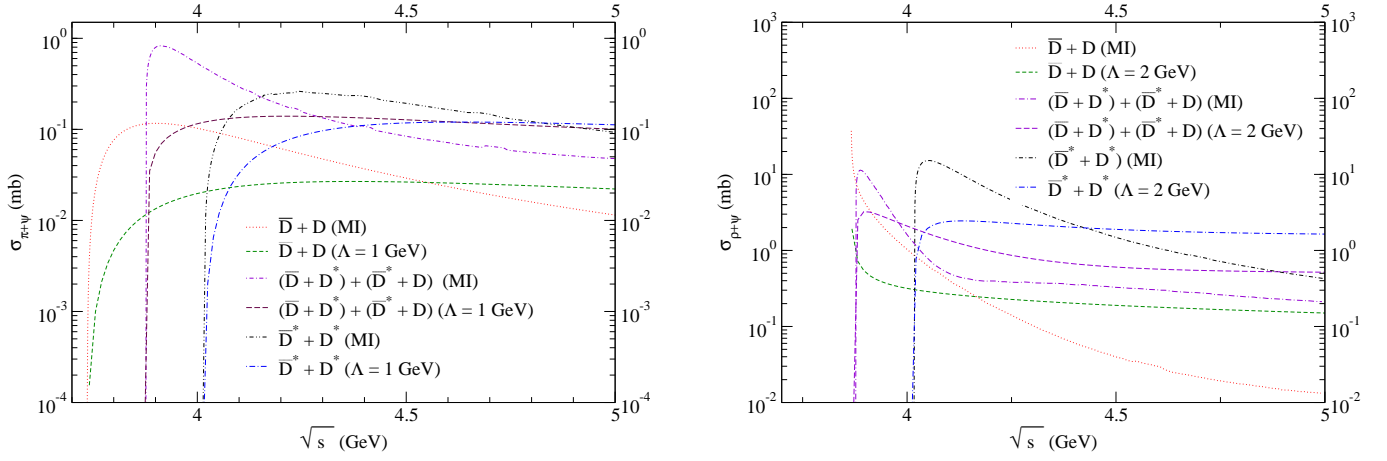 4 4.5 5
10^0
10^0
10^-1
10^-1
10^-2
10^-2
10^-3
10^-3
10^-4
10^-4
σ_π+ψ (mb)
D̅ + D (MI)
D̅ + D (Λ = 1 GeV)
(D̅ + D^*) + (D̅^* + D) (MI)
(D̅ + D^*) + (D̅^* + D) (Λ = 1 GeV)
D̅^* + D^* (MI)
D̅^* + D^* (Λ = 1 GeV)
4 4.5 5
√s (GeV)
4 4.5 5
10^3
10^3
10^2
10^2
10^1
10^1
10^0
10^0
10^-1
10^-1
10^-2
10^-2
σ_ρ+ψ (mb)
D̅ + D (MI)
D̅ + D (Λ = 2 GeV)
(D̅ + D^*) + (D̅^* + D) (MI)
(D̅ + D^*) + (D̅^* + D) (Λ = 2 GeV)
(D̅^* + D^*) (MI)
D̅^* + D^* (Λ = 2 GeV)
4 4.5 5
√s (GeV)